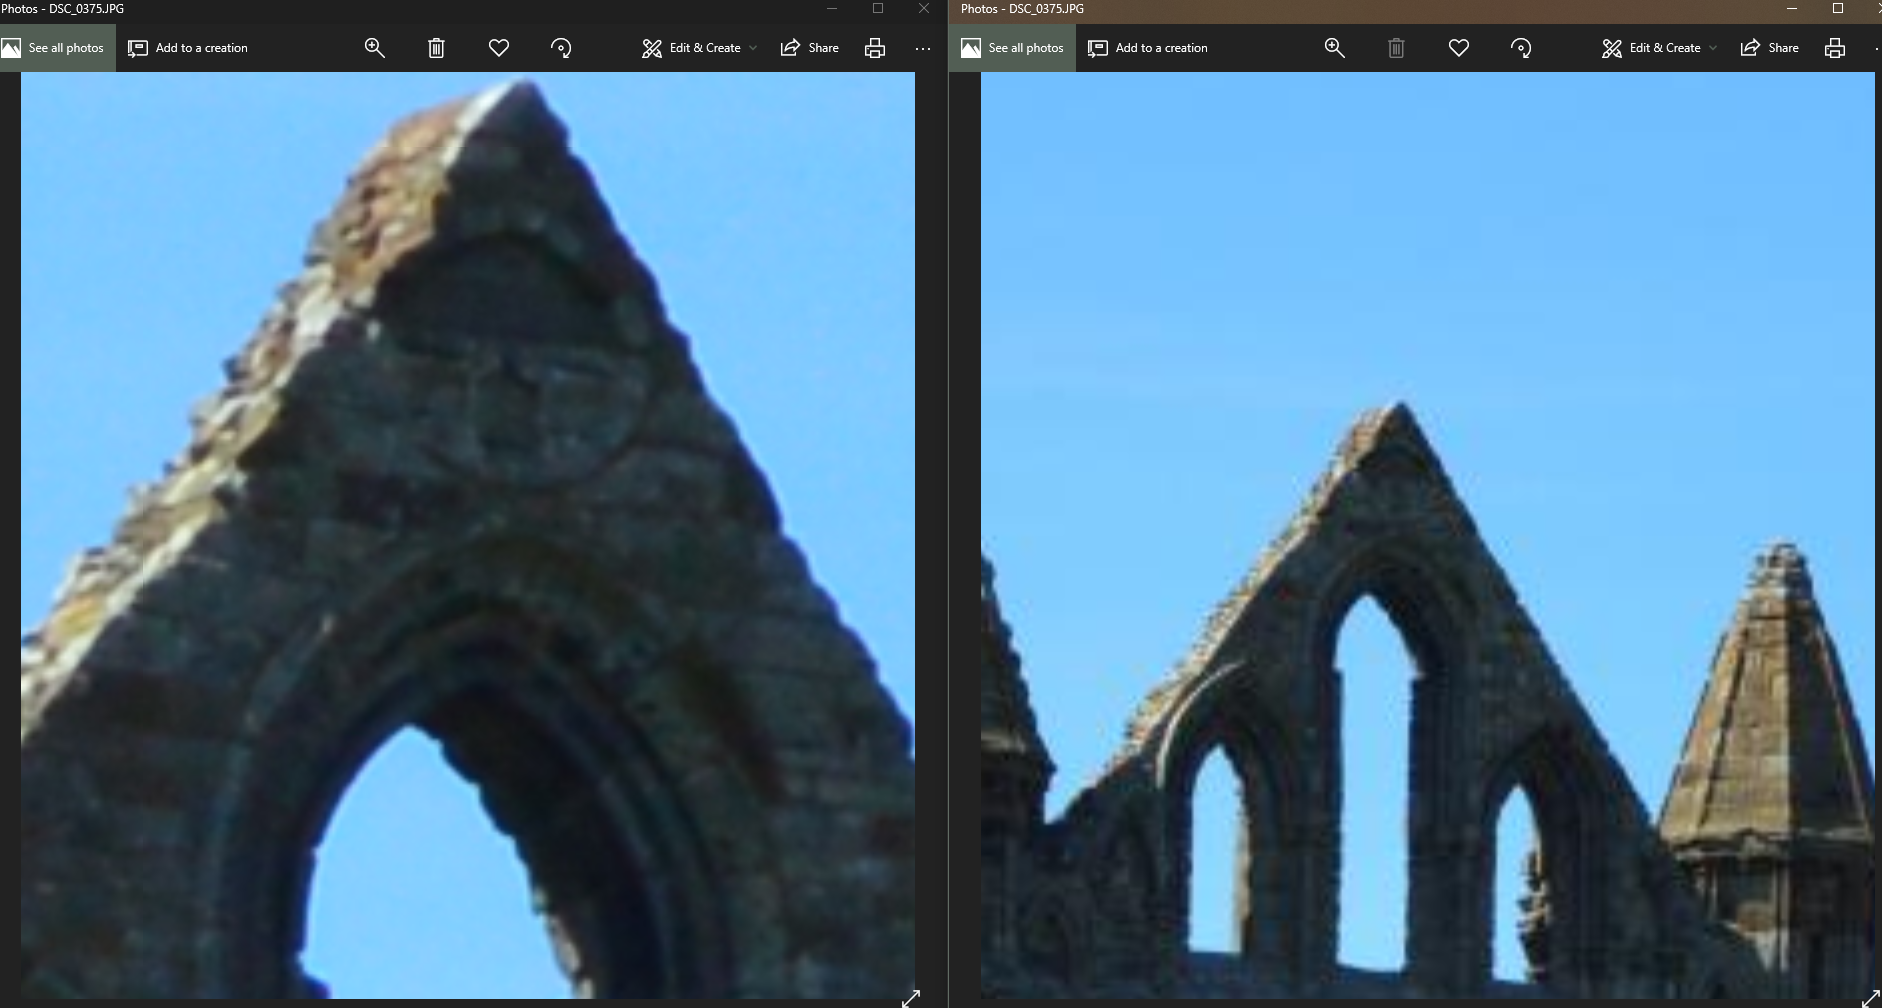 Photos - DSC_0375.JPG
See all photos
Add to a creation
Edit & Create
Share
Photos - DSC_0375.JPG
See all photos
Add to a creation
Edit & Create
Share